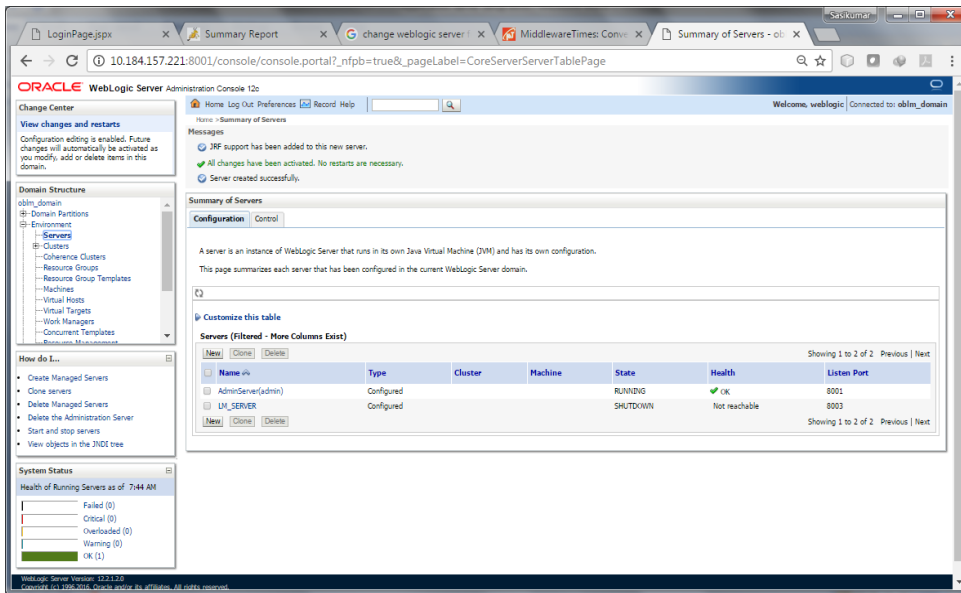 Sasikumar
LoginPage.jspx
Summary Report
change weblogic server f
MiddlewareTimes: Conve
Summary of Servers - ob
10.184.157.221:8001/console/console.portal?_nfpb=true&_pageLabel=CoreServerServerTablePage
ORACLE WebLogic Server Administration Console 12c
Change Center
View changes and restarts
Configuration editing is enabled. Future
changes will automatically be activated as
you modify, add or delete items in this
domain.
Domain Structure
oblm_domain
Domain Partitions
Environment
Servers
Clusters
Coherence Clusters
Resource Groups
Resource Group Templates
Machines
Virtual Hosts
Virtual Targets
Work Managers
Concurrent Templates
Resource Management
How do I...
Create Managed Servers
Clone servers
Delete Managed Servers
Delete the Administration Server
Start and stop servers
View objects in the JNDI tree
System Status
Health of Running Servers as of 7:44 AM
Failed (0)
Critical (0)
Overloaded (0)
Warning (0)
OK (1)
Home Log Out Preferences Record Help
Welcome, weblogic Connected to: oblm_domain
Home >Summary of Servers
Messages
JRF support has been added to this new server.
All changes have been activated. No restarts are necessary.
Server created successfully.
Summary of Servers
Configuration Control
A server is an instance of WebLogic Server that runs in its own Java Virtual Machine (JVM) and has its own configuration.
This page summarizes each server that has been configured in the current WebLogic Server domain.
Customize this table
Servers (Filtered - More Columns Exist)
New Clone Delete Showing 1 to 2 of 2 Previous | Next
Name Type Cluster Machine State Health Listen Port
AdminServer(admin) Configured RUNNING OK 8001
LM_SERVER Configured SHUTDOWN Not reachable 8003
New Clone Delete Showing 1 to 2 of 2 Previous | Next
WebLogic Server Version: 12.2.1.2.0
Copyright (c) 1996,2016, Oracle and/or its affiliates. All rights reserved.